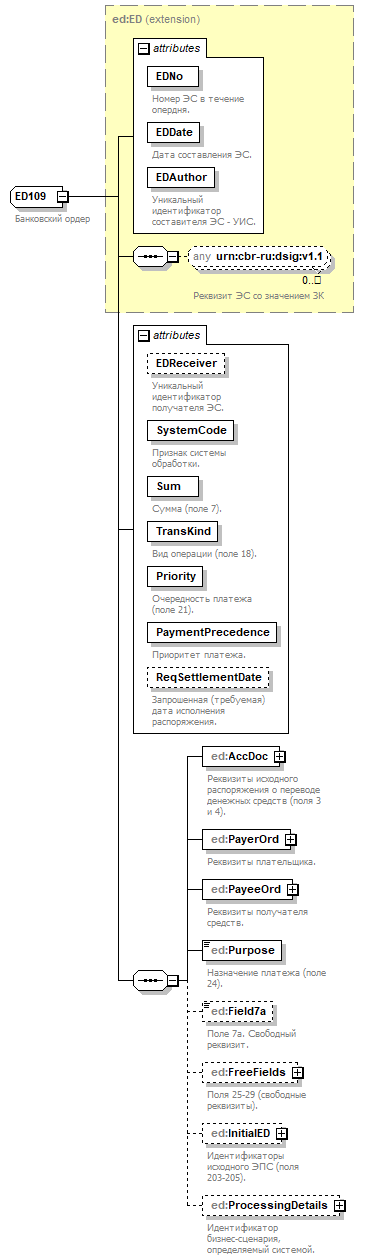 ed:ED (extension)
attributes
EDNo
Номер ЭС в течение
опердня.
EDDate
Дата составления ЭС.
EDAuthor
Уникальный
идентификатор
составителя ЭС - УИС.
ED109
Банковский ордер
any urn:cbr-ru:dsig:v1.1
0..□
Реквизит ЭС со значением ЗК
attributes
EDReceiver
Уникальный
идентификатор
получателя ЭС.
SystemCode
Признак системы
обработки.
Sum
Сумма (поле 7).
TransKind
Вид операции (поле 18).
Priority
Очередность платежа
(поле 21).
PaymentPrecedence
Приоритет платежа.
ReqSettlementDate
Запрошенная (требуемая)
дата исполнения
распоряжения.
ed:AccDoc
Реквизиты исходного
распоряжения о переводе
денежных средств (поля 3
и 4).
ed:PayerOrd
Реквизиты плательщика.
ed:PayeeOrd
Реквизиты получателя
средств.
ed:Purpose
Назначение платежа (поле
24).
ed:Field7a
Поле 7а. Свободный
реквизит.
ed:FreeFields
Поля 25-29 (свободные
реквизиты).
ed:InitialED
Идентификаторы
исходного ЭПС (поля
203-205).
ed:ProcessingDetails
Идентификатор
бизнес-сценария,
определяемый системой.